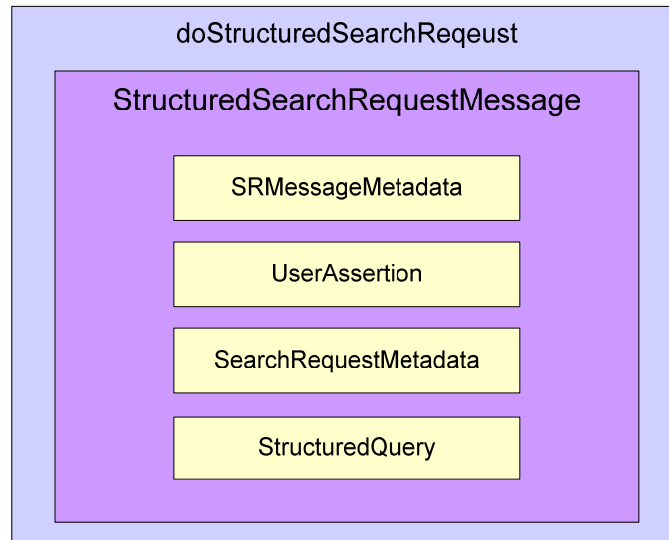 doStructuredSearchReqeust
StructuredSearchRequestMessage
SRMessageMetadata
UserAssertion
SearchRequestMetadata
StructuredQuery